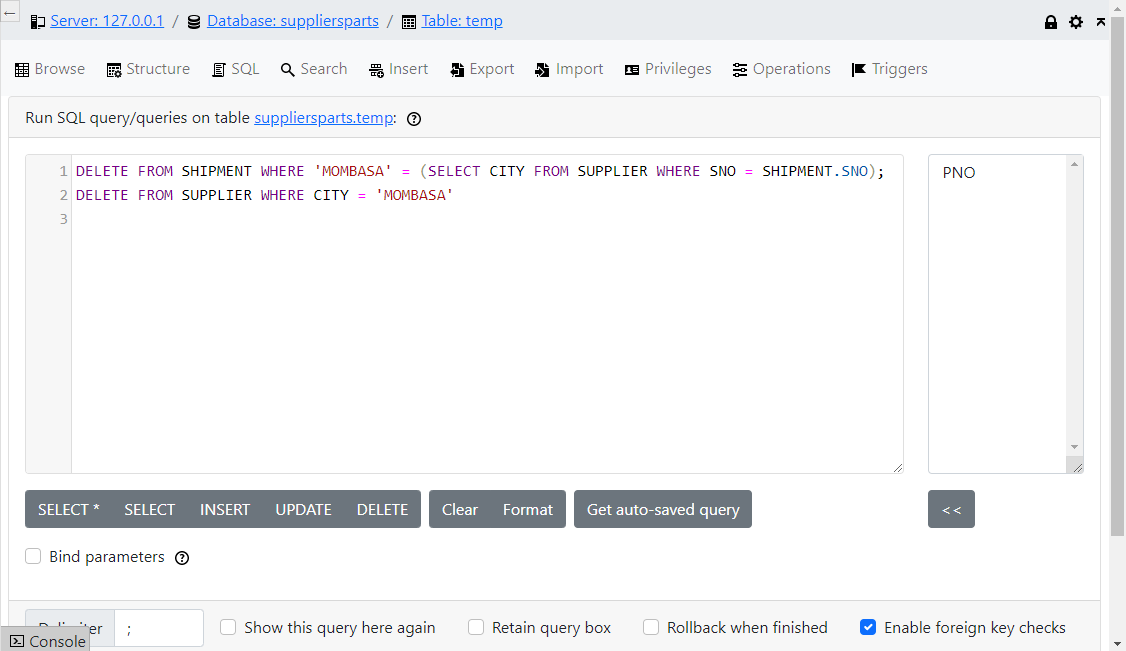 ← Server: 127.0.0.1 / Database: suppliersparts / Table: temp
Browse Structure SQL Search Insert Export Import Privileges Operations Triggers
Run SQL query/queries on table suppliersparts.temp: ?
1 DELETE FROM SHIPMENT WHERE 'MOMBASA' = (SELECT CITY FROM SUPPLIER WHERE SNO = SHIPMENT.SNO);
2 DELETE FROM SUPPLIER WHERE CITY = 'MOMBASA'
3
PNO
SELECT * SELECT INSERT UPDATE DELETE Clear Format Get auto-saved query <<
Bind parameters ?
Delimiter ; Show this query here again Retain query box Rollback when finished Enable foreign key checks
Console